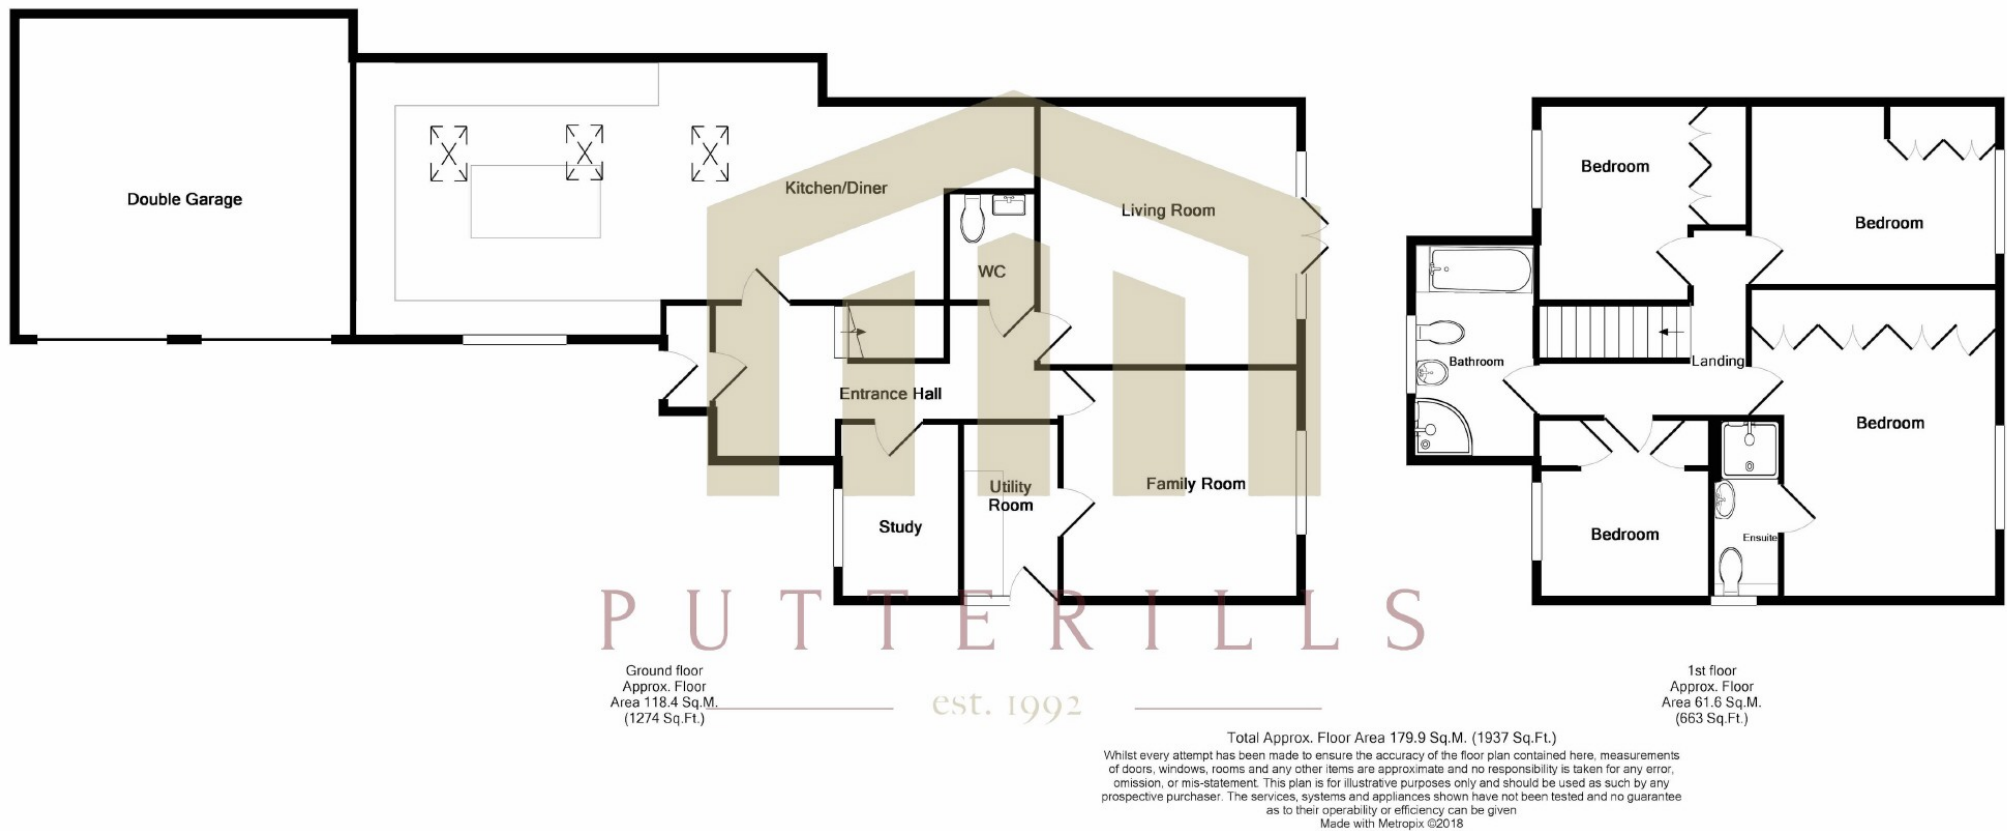 Double Garage
Kitchen/Diner
Living Room
WC
Entrance Hall
Study
Utility
Room
Family Room
Bedroom
Bedroom
Bathroom
Landing
Bedroom
Bedroom
Ensuite
PUTTERILLS
est. 1992
Ground floor
Approx. Floor
Area 118.4 Sq.M.
(1274 Sq.Ft.)
1st floor
Approx. Floor
Area 61.6 Sq.M.
(663 Sq.Ft.)
Total Approx. Floor Area 179.9 Sq.M. (1937 Sq.Ft.)
Whilst every attempt has been made to ensure the accuracy of the floor plan contained here, measurements
of doors, windows, rooms and any other items are approximate and no responsibility is taken for any error,
omission, or mis-statement. This plan is for illustrative purposes only and should be used as such by any
prospective purchaser. The services, systems and appliances shown have not been tested and no guarantee
as to their operability or efficiency can be given
Made with Metropix ©2018